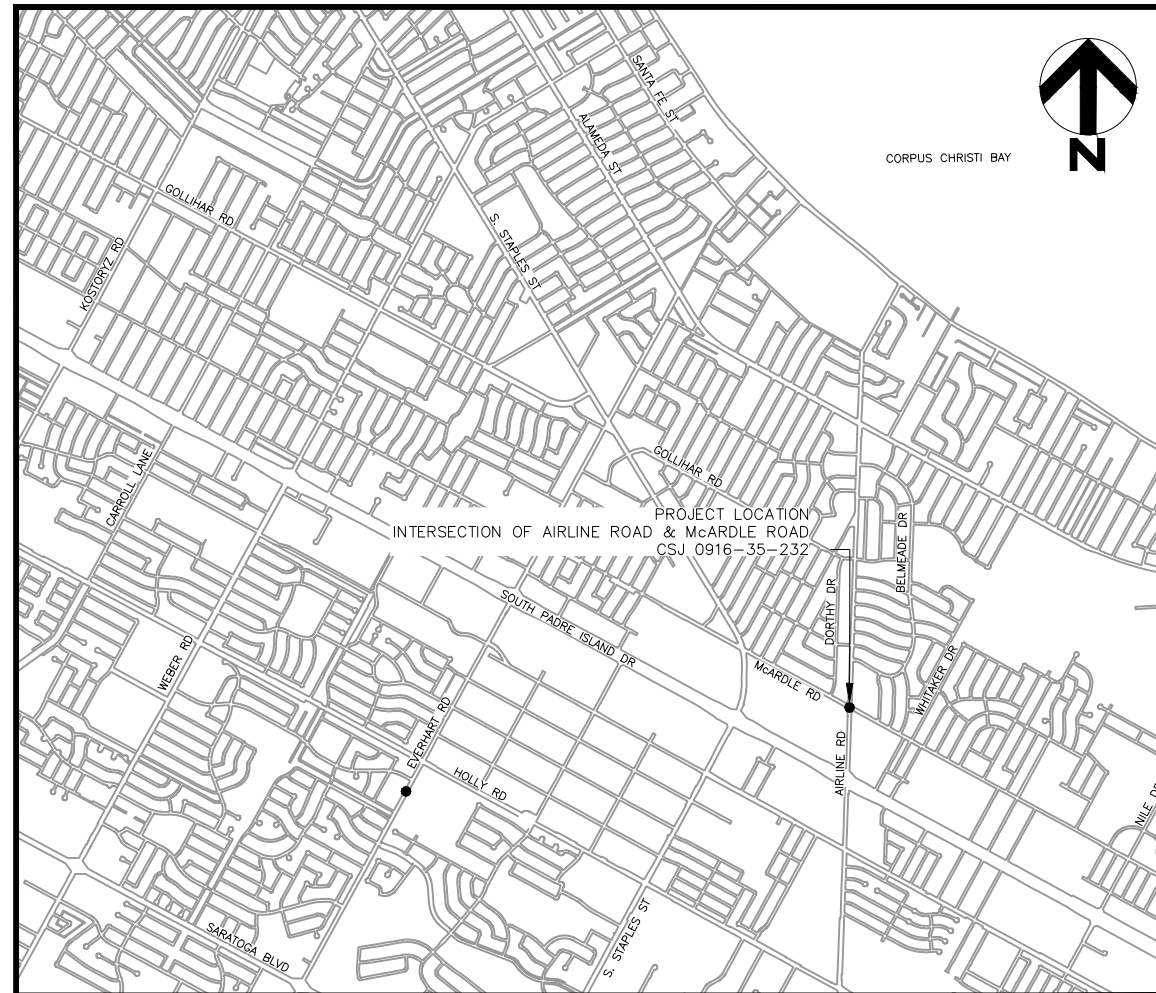 SANTA FE ST
ALAMEDA ST
CORPUS CHRISTI BAY
N
GOLLIHAR RD
S. STAPLES ST
KOSTORYZ RD
CARROLL LANE
GOLLIHAR RD
PROJECT LOCATION
INTERSECTION OF AIRLINE ROAD & McARDLE ROAD
CSJ 0916-35-232
BELMEADE DR
DORTHY DR
SOUTH PADRE ISLAND DR
WEBER RD
McARDLE RD
WHITAKER DR
EVERHART RD
AIRLINE RD
HOLLY RD
NILE DR
SARATOGA BLVD
S. STAPLES ST